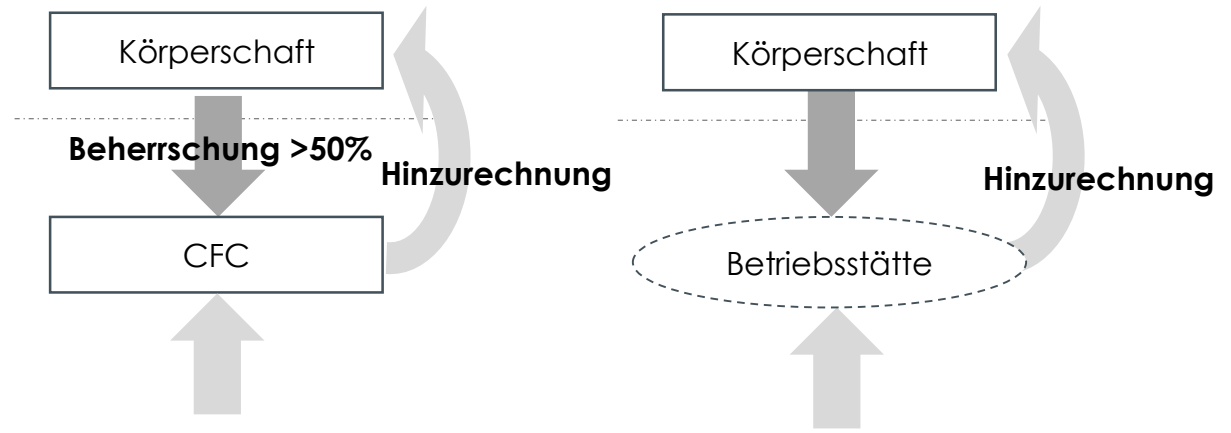 Körperschaft
Beherrschung >50%
Hinzurechnung
CFC
Körperschaft
Hinzurechnung
Betriebsstätte